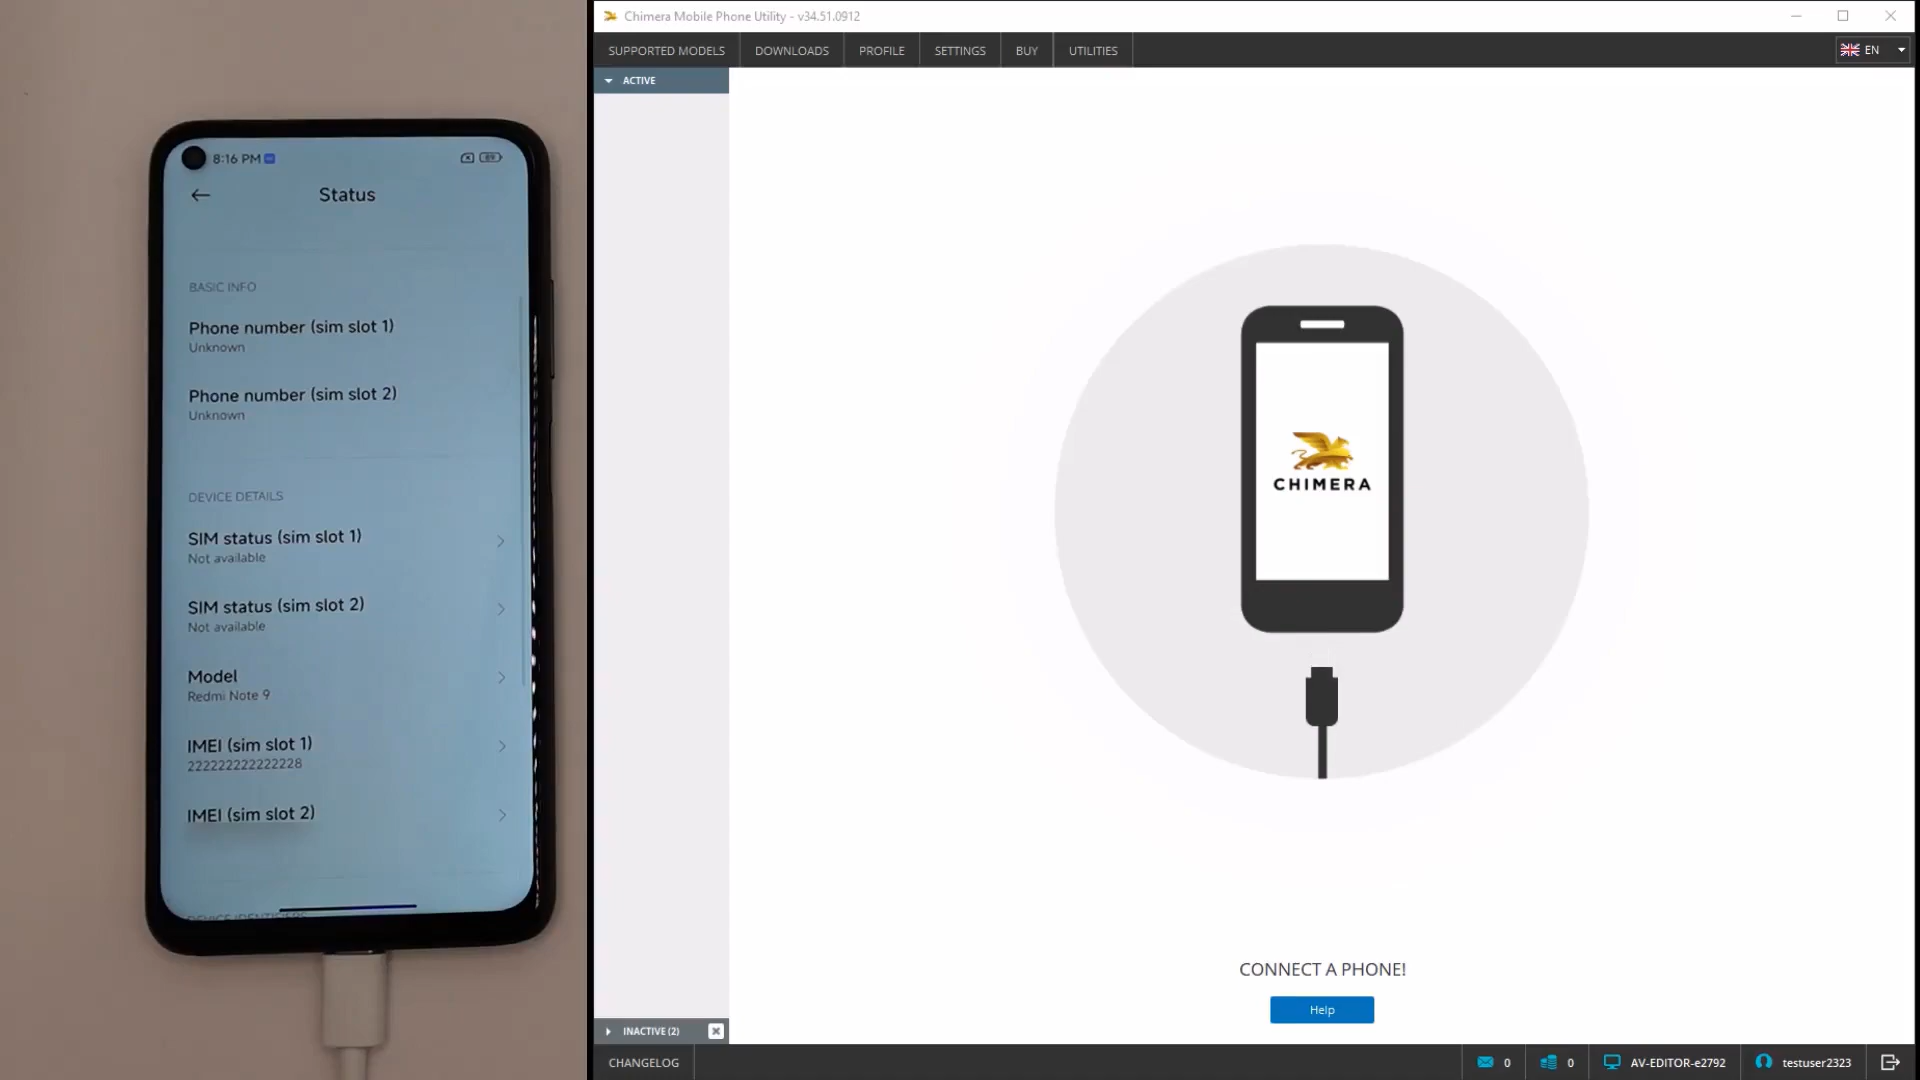 8:16 PM
89
Status
BASIC INFO
Phone number (sim slot 1)
Unknown
Phone number (sim slot 2)
Unknown
DEVICE DETAILS
SIM status (sim slot 1)
Not available
SIM status (sim slot 2)
Not available
Model
Redmi Note 9
IMEI (sim slot 1)
222222222222228
IMEI (sim slot 2)
DEVICE IDENTIFIERS
Chimera Mobile Phone Utility - v34.51.0912
SUPPORTED MODELS
DOWNLOADS
PROFILE
SETTINGS
BUY
UTILITIES
EN
ACTIVE
CHIMERA
CONNECT A PHONE!
Help
INACTIVE (2)
CHANGELOG
0
0
AV-EDITOR-e2792
testuser2323